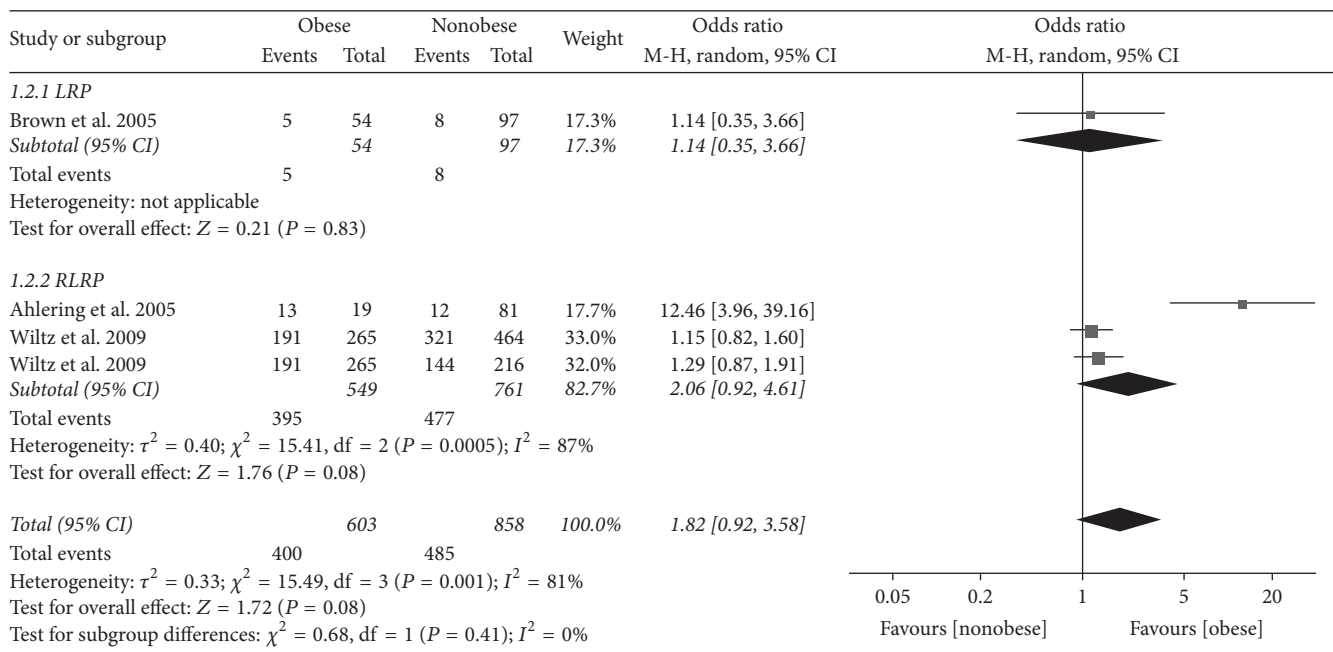 Study or subgroup Obese Nonobese Weight Odds ratio Odds ratio
Events Total Events Total M-H, random, 95% CI M-H, random, 95% CI
1.2.1 LRP
Brown et al. 2005 5 54 8 97 17.3% 1.14 [0.35, 3.66]
Subtotal (95% CI) 54 97 17.3% 1.14 [0.35, 3.66]
Total events 5 8
Heterogeneity: not applicable
Test for overall effect: Z = 0.21 (P = 0.83)
1.2.2 RLRP
Ahlering et al. 2005 13 19 12 81 17.7% 12.46 [3.96, 39.16]
Wiltz et al. 2009 191 265 321 464 33.0% 1.15 [0.82, 1.60]
Wiltz et al. 2009 191 265 144 216 32.0% 1.29 [0.87, 1.91]
Subtotal (95% CI) 549 761 82.7% 2.06 [0.92, 4.61]
Total events 395 477
Heterogeneity: τ² = 0.40; χ² = 15.41, df = 2 (P = 0.0005); I² = 87%
Test for overall effect: Z = 1.76 (P = 0.08)
Total (95% CI) 603 858 100.0% 1.82 [0.92, 3.58]
Total events 400 485
Heterogeneity: τ² = 0.33; χ² = 15.49, df = 3 (P = 0.001); I² = 81%
Test for overall effect: Z = 1.72 (P = 0.08)
Test for subgroup differences: χ² = 0.68, df = 1 (P = 0.41); I² = 0%
0.05 0.2 1 5 20
Favours [nonobese] Favours [obese]